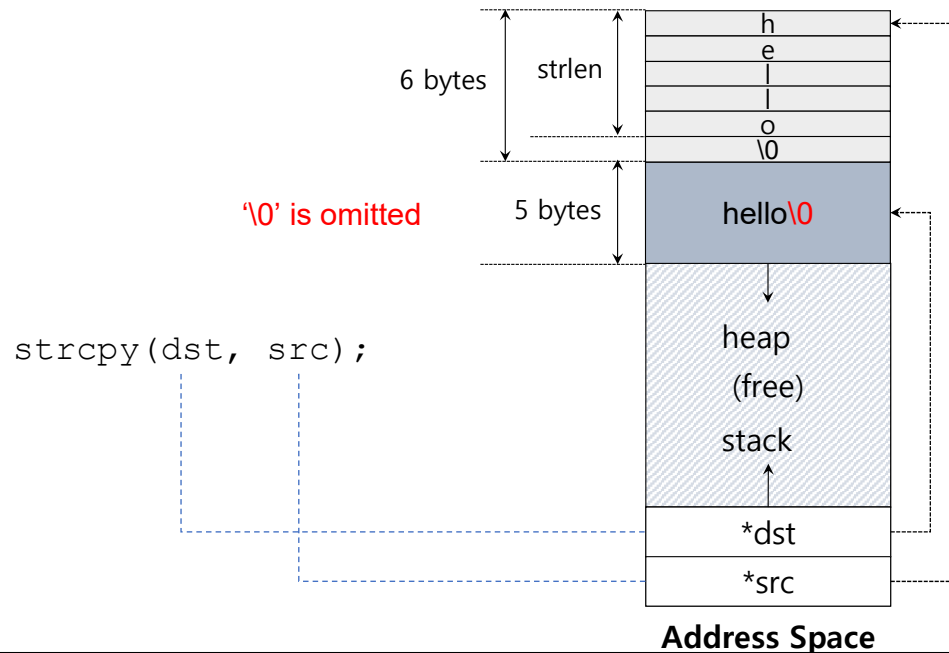 h
e
l
l
o
\0
6 bytes
strlen
'\0' is omitted
5 bytes
hello\0
heap
(free)
stack
strcpy(dst, src);
*dst
*src
Address Space